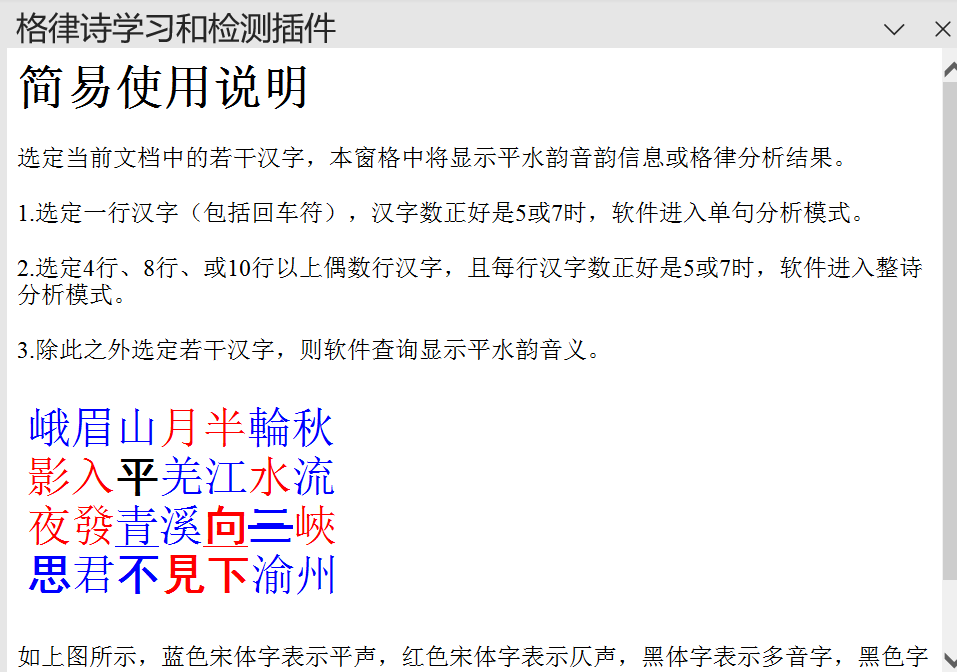 格律诗学习和检测插件
简易使用说明
选定当前文档中的若干汉字，本窗格中将显示平水韵音韵信息或格律分析结果。
1.选定一行汉字（包括回车符），汉字数正好是5或7时，软件进入单句分析模式。
2.选定4行、8行、或10行以上偶数行汉字，且每行汉字数正好是5或7时，软件进入整诗
分析模式。
3.除此之外选定若干汉字，则软件查询显示平水韵音义。
峨眉山月半輪秋
影入平羌江水流
夜發青溪向三峽
思君不見下渝州
如上图所示，蓝色宋体字表示平声，红色宋体字表示仄声，黑体字表示多音字，黑色字